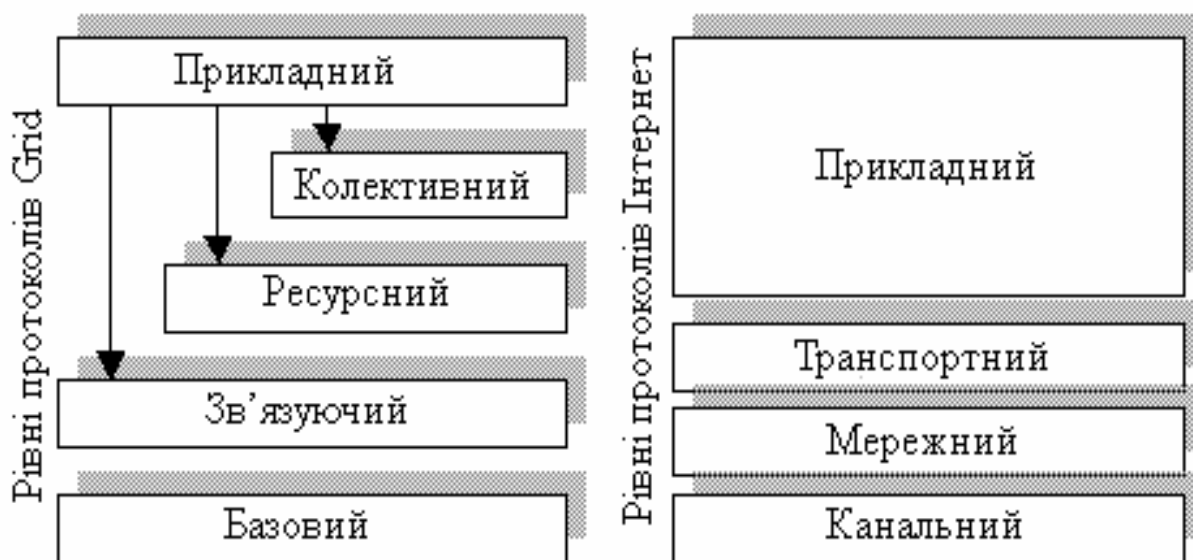 Рівні протоколів Grid
Прикладний
Колективний
Ресурсний
Зв’язуючий
Базовий
Рівні протоколів Інтернет
Прикладний
Транспортний
Мережний
Канальний